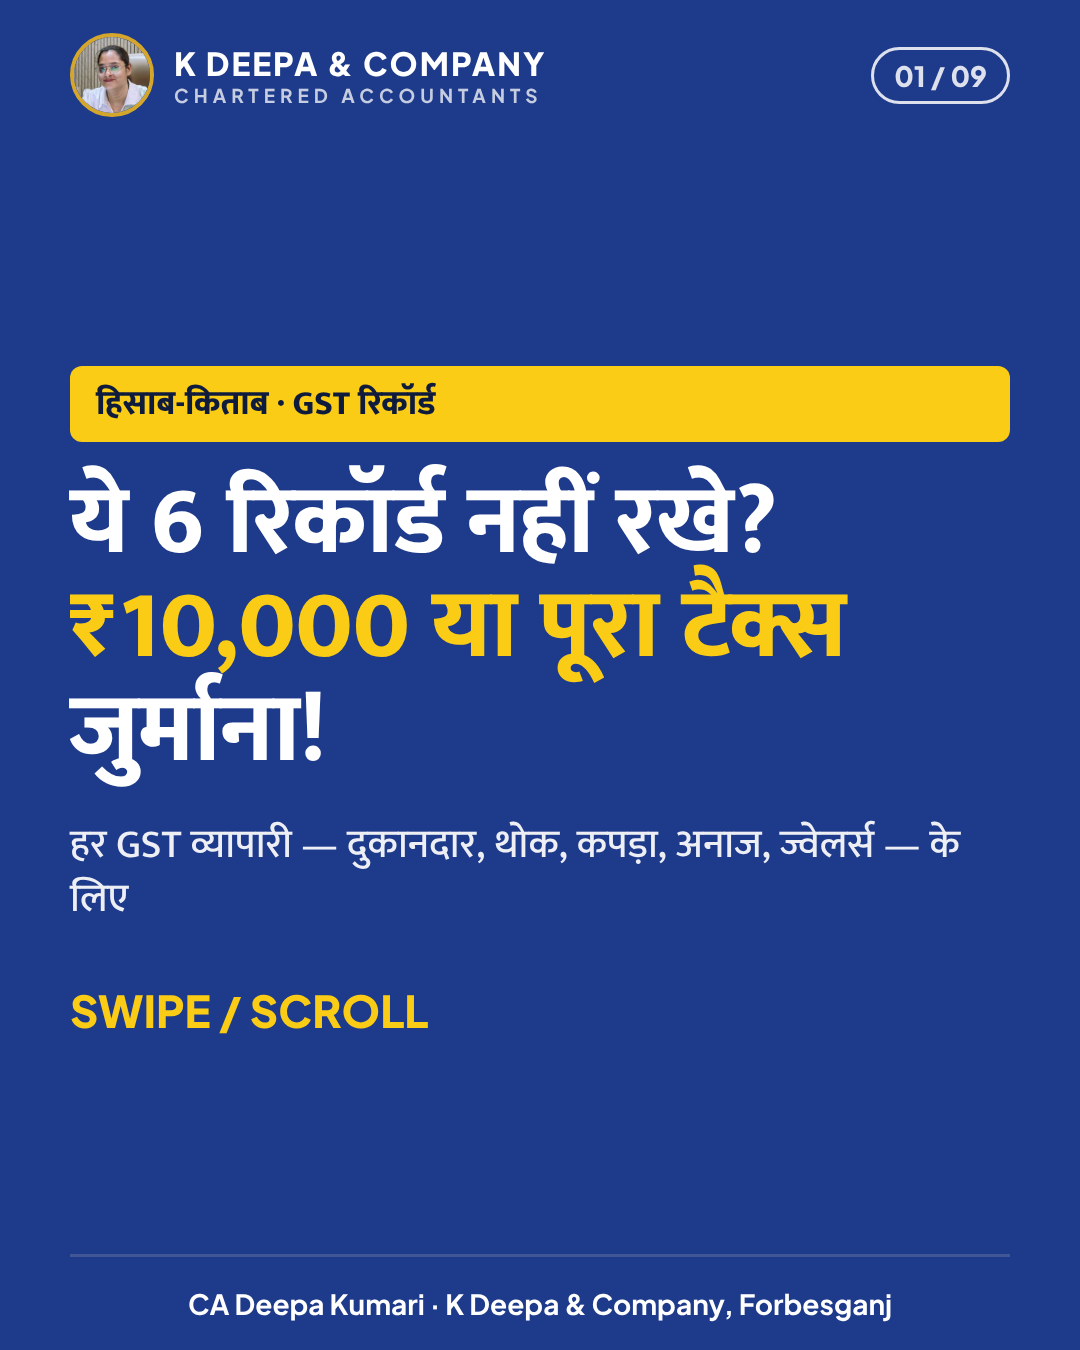 K DEEPA & COMPANY
CHARTERED ACCOUNTANTS
01 / 09
हिसाब-किताब · GST रिकॉर्ड
ये 6 रिकॉर्ड नहीं रखे?
₹10,000 या पूरा टैक्स
जुर्माना!
हर GST व्यापारी — दुकानदार, थोक, कपड़ा, अनाज, ज्वेलर्स — के
लिए
SWIPE / SCROLL
CA Deepa Kumari · K Deepa & Company, Forbesganj